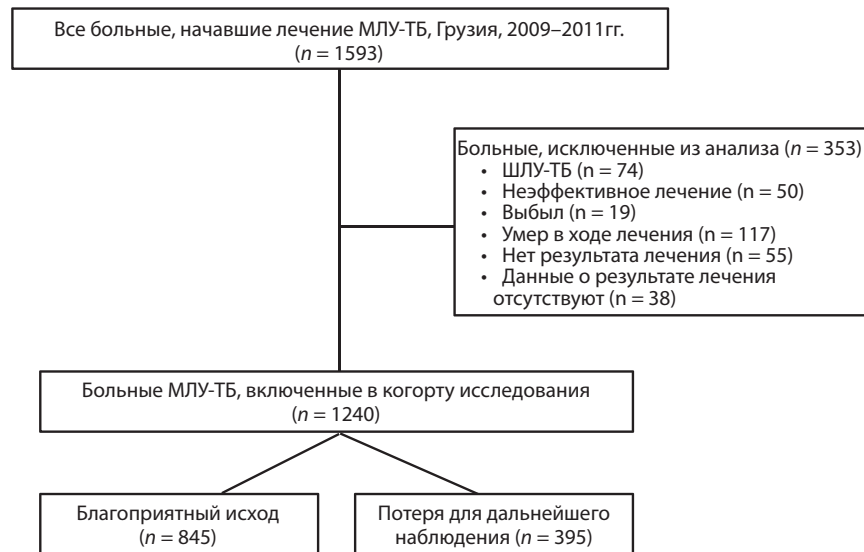 Все больные, начавшие лечение МЛУ-ТБ, Грузия, 2009–2011гг.
(n = 1593)
Больные, исключенные из анализа (n = 353)
• ШЛУ-ТБ (n = 74)
• Неэффективное лечение (n = 50)
• Выбыл (n = 19)
• Умер в ходе лечения (n = 117)
• Нет результата лечения (n = 55)
• Данные о результате лечения
отсутствуют (n = 38)
Больные МЛУ-ТБ, включенные в когорту исследования
(n = 1240)
Благоприятный исход
(n = 845)
Потеря для дальнейшего
наблюдения (n = 395)